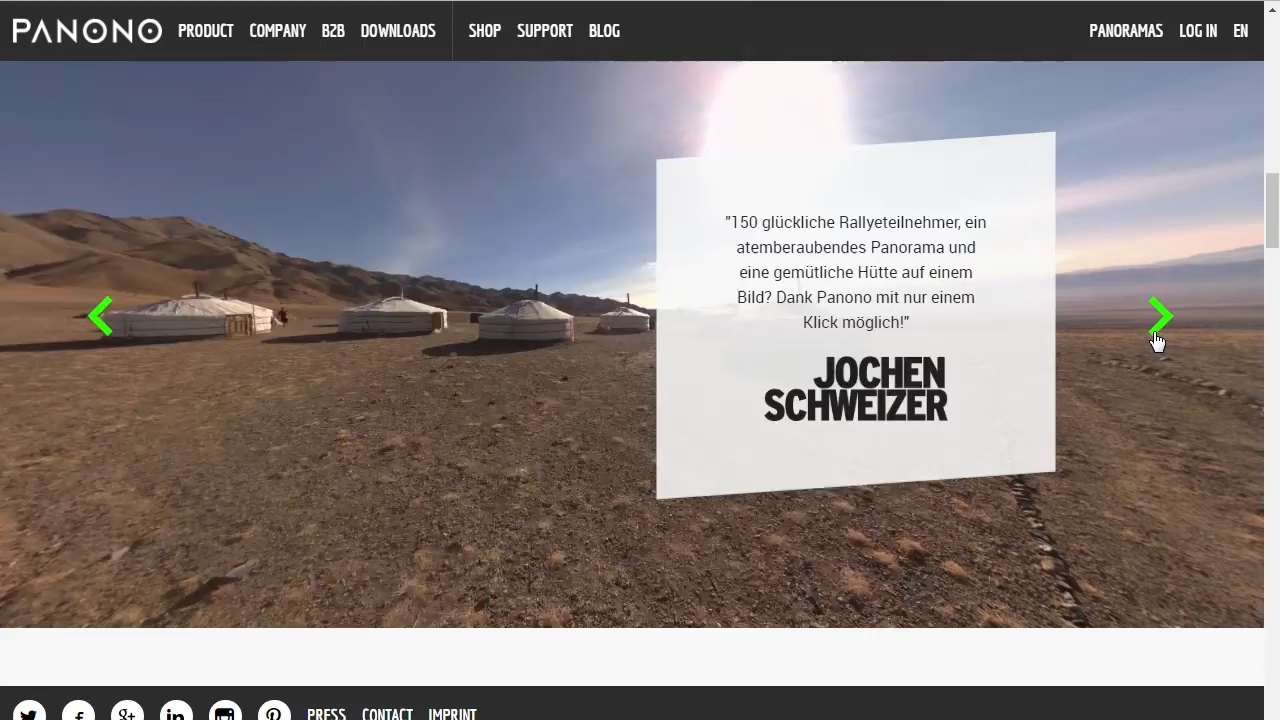 PANONO PRODUCT COMPANY B2B DOWNLOADS SHOP SUPPORT BLOG PANORAMAS LOG IN EN
"150 glückliche Rallyeteilnehmer, ein
atemberaubendes Panorama und
eine gemütliche Hütte auf einem
Bild? Dank Panono mit nur einem
Klick möglich!"
JOCHEN
SCHWEIZER
PRESS CONTACT IMPRINT